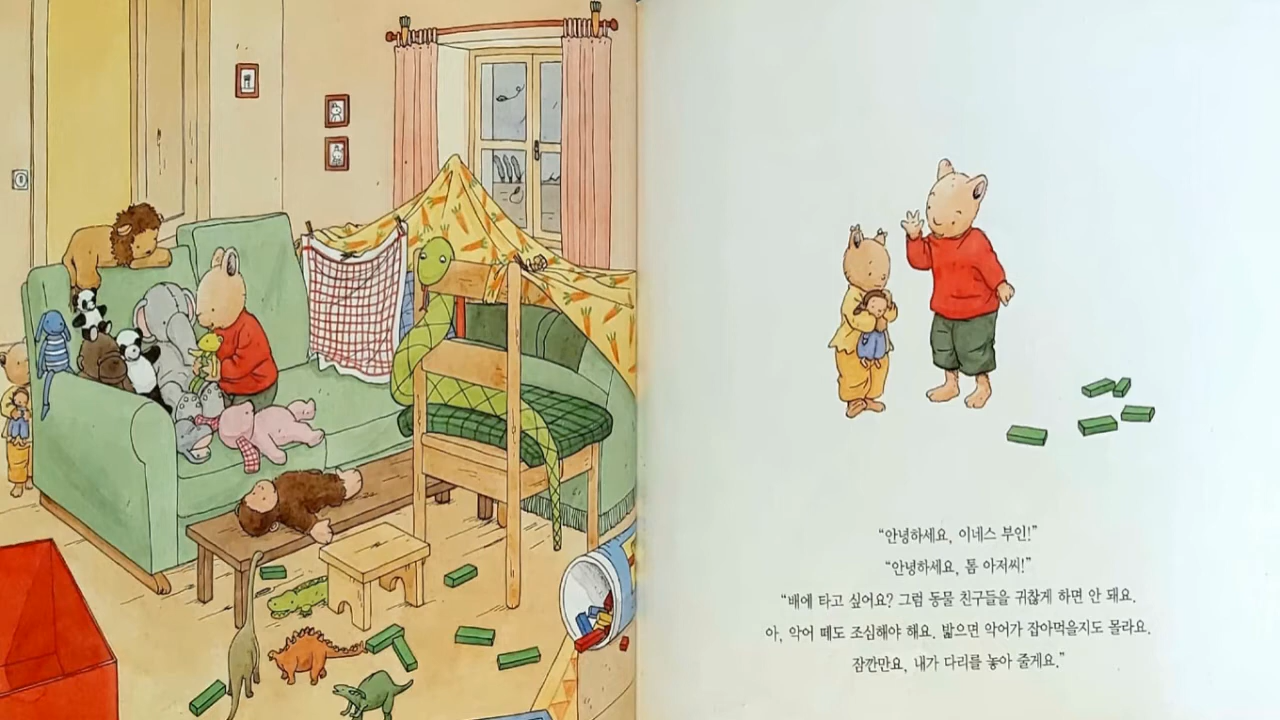 “안녕하세요, 이네스 부인!”
“안녕하세요, 톰 아저씨!”
“배에 타고 싶어요? 그럼 동물 친구들을 귀찮게 하면 안 돼요.
아, 악어 떼도 조심해야 해요. 밟으면 악어가 잡아먹을지도 몰라요.
잠깐만요, 내가 다리를 놓아 줄게요.”